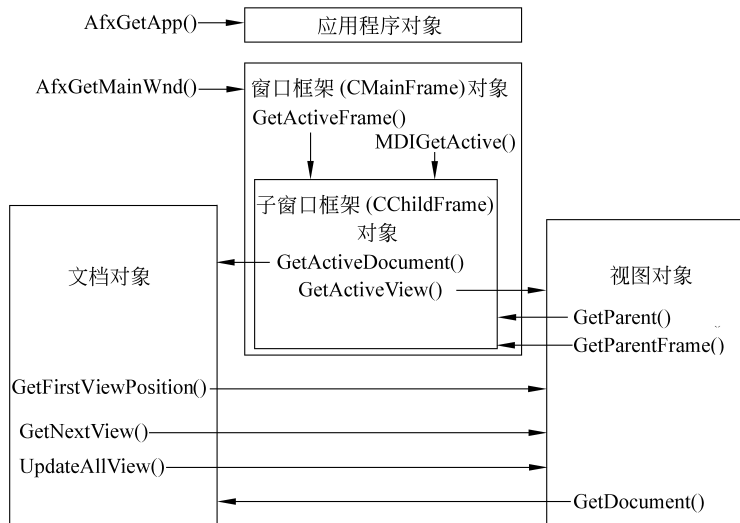 AfxGetApp()
应用程序对象
AfxGetMainWnd()
窗口框架(CMainFrame)对象
GetActiveFrame()
MDIGetActive()
子窗口框架(CChildFrame)
对象
文档对象
GetActiveDocument()
视图对象
GetActiveView()
GetParent()
GetParentFrame()
GetFirstViewPosition()
GetNextView()
UpdateAllView()
GetDocument()